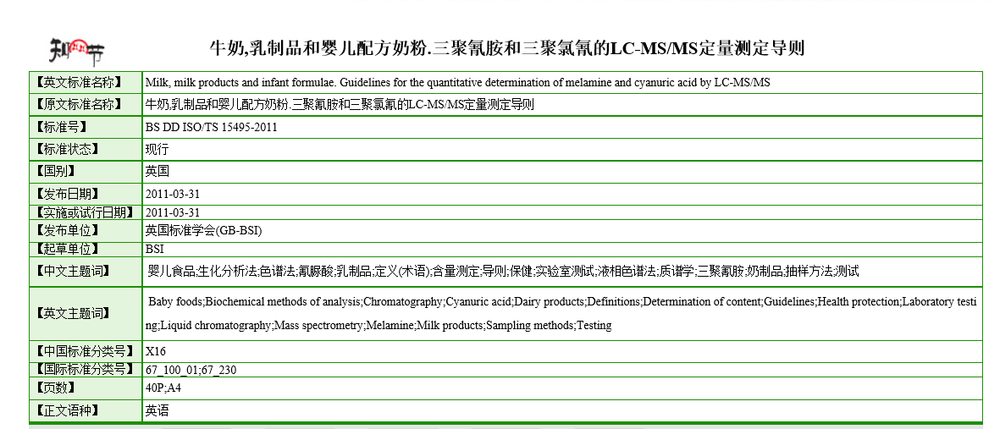 知网节
牛奶,乳制品和婴儿配方奶粉.三聚氰胺和三聚氯氰的LC-MS/MS定量测定导则
【英文标准名称】 Milk, milk products and infant formulae. Guidelines for the quantitative determination of melamine and cyanuric acid by LC-MS/MS
【原文标准名称】 牛奶,乳制品和婴儿配方奶粉.三聚氰胺和三聚氯氰的LC-MS/MS定量测定导则
【标准号】 BS DD ISO/TS 15495-2011
【标准状态】 现行
【国别】 英国
【发布日期】 2011-03-31
【实施或试行日期】 2011-03-31
【发布单位】 英国标准学会(GB-BSI)
【起草单位】 BSI
【中文主题词】 婴儿食品;生化分析法;色谱法;氰脲酸;乳制品;定义(术语);含量测定;导则;保健;实验室测试;液相色谱法;质谱学;三聚氰胺;奶制品;抽样方法;测试
【英文主题词】 Baby foods;Biochemical methods of analysis;Chromatography;Cyanuric acid;Dairy products;Definitions;Determination of content;Guidelines;Health protection;Laboratory testi
ng;Liquid chromatography;Mass spectrometry;Melamine;Milk products;Sampling methods;Testing
【中国标准分类号】 X16
【国际标准分类号】 67_100_01;67_230
【页数】 40P;A4
【正文语种】 英语